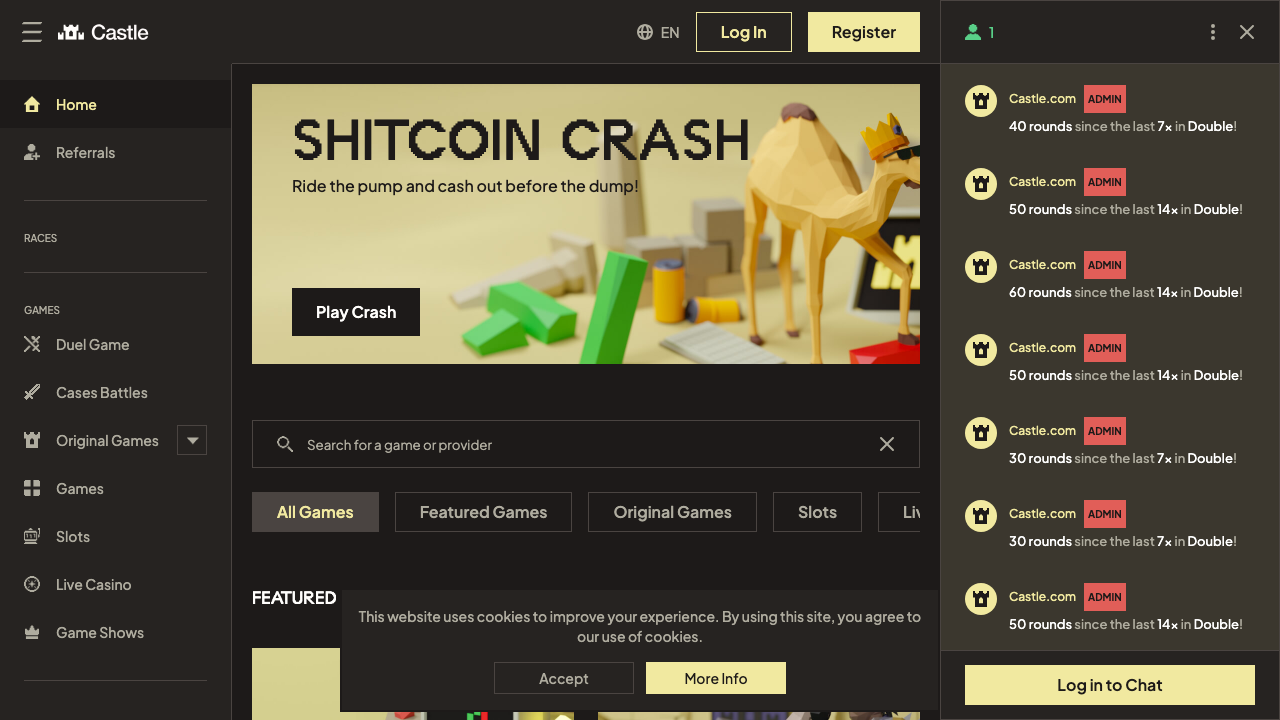 Castle
EN
Log In
Register
1
Home
Referrals
RACES
GAMES
Duel Game
Cases Battles
Original Games
Games
Slots
Live Casino
Game Shows
SHITCOIN CRASH
Ride the pump and cash out before the dump!
Play Crash
Search for a game or provider
All Games
Featured Games
Original Games
Slots
FEATURED
This website uses cookies to improve your experience. By using this site, you agree to
our use of cookies.
Accept
More Info
Castle.com ADMIN
40 rounds since the last 7x in Double!
Castle.com ADMIN
50 rounds since the last 14x in Double!
Castle.com ADMIN
60 rounds since the last 14x in Double!
Castle.com ADMIN
50 rounds since the last 14x in Double!
Castle.com ADMIN
30 rounds since the last 7x in Double!
Castle.com ADMIN
30 rounds since the last 7x in Double!
Castle.com ADMIN
50 rounds since the last 14x in Double!
Log in to Chat